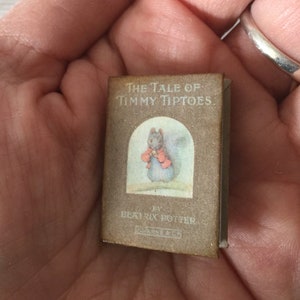 THE TALE OF
TIMMY TIPTOES
BY
BEATRIX POTTER